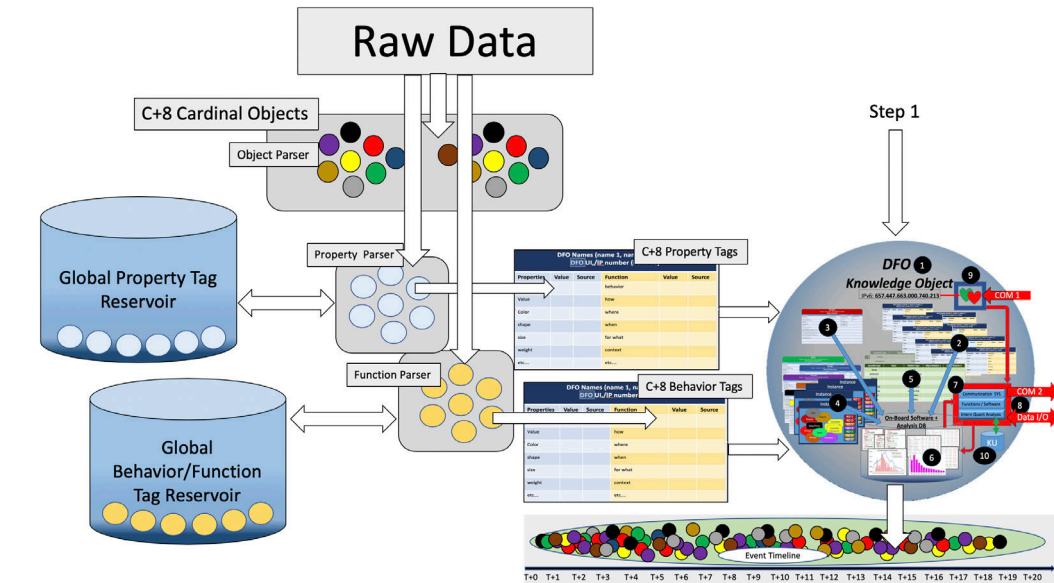 Raw Data
C+8 Cardinal Objects
Object Parser
Step 1
Global Property Tag
Reservoir
Property Parser
C+8 Property Tags
DFO Names (name 1, nam
DFO UL/IP number (
Properties Value Source Function Value Source
behavior
Value how
Color where
shape when
size for what
weight context
etc.... etc....
Function Parser
C+8 Behavior Tags
DFO Names (name 1, nam
DFO UL/IP number
Properties Value Source Function Value Source
Value how
Color where
shape when
size for what
weight context
etc.... etc....
Global
Behavior/Function
Tag Reservoir
DFO 1
Knowledge Object
9
IPv6: 657.447.663.000.740.213
COM 1
3
2
Instance
Instance
Instance
4
5
7
COM 2
Communication SYS
Functions / Software
8
Intern Quant Analysis
Data I/O
On-Board Software +
Analysis DB
6
KU
10
Event Timeline
T+0 T+1 T+2 T+3 T+4 T+5 T+6 T+7 T+8 T+9 T+10 T+11 T+12 T+13 T+14 T+15 T+16 T+17 T+18 T+19 T+20